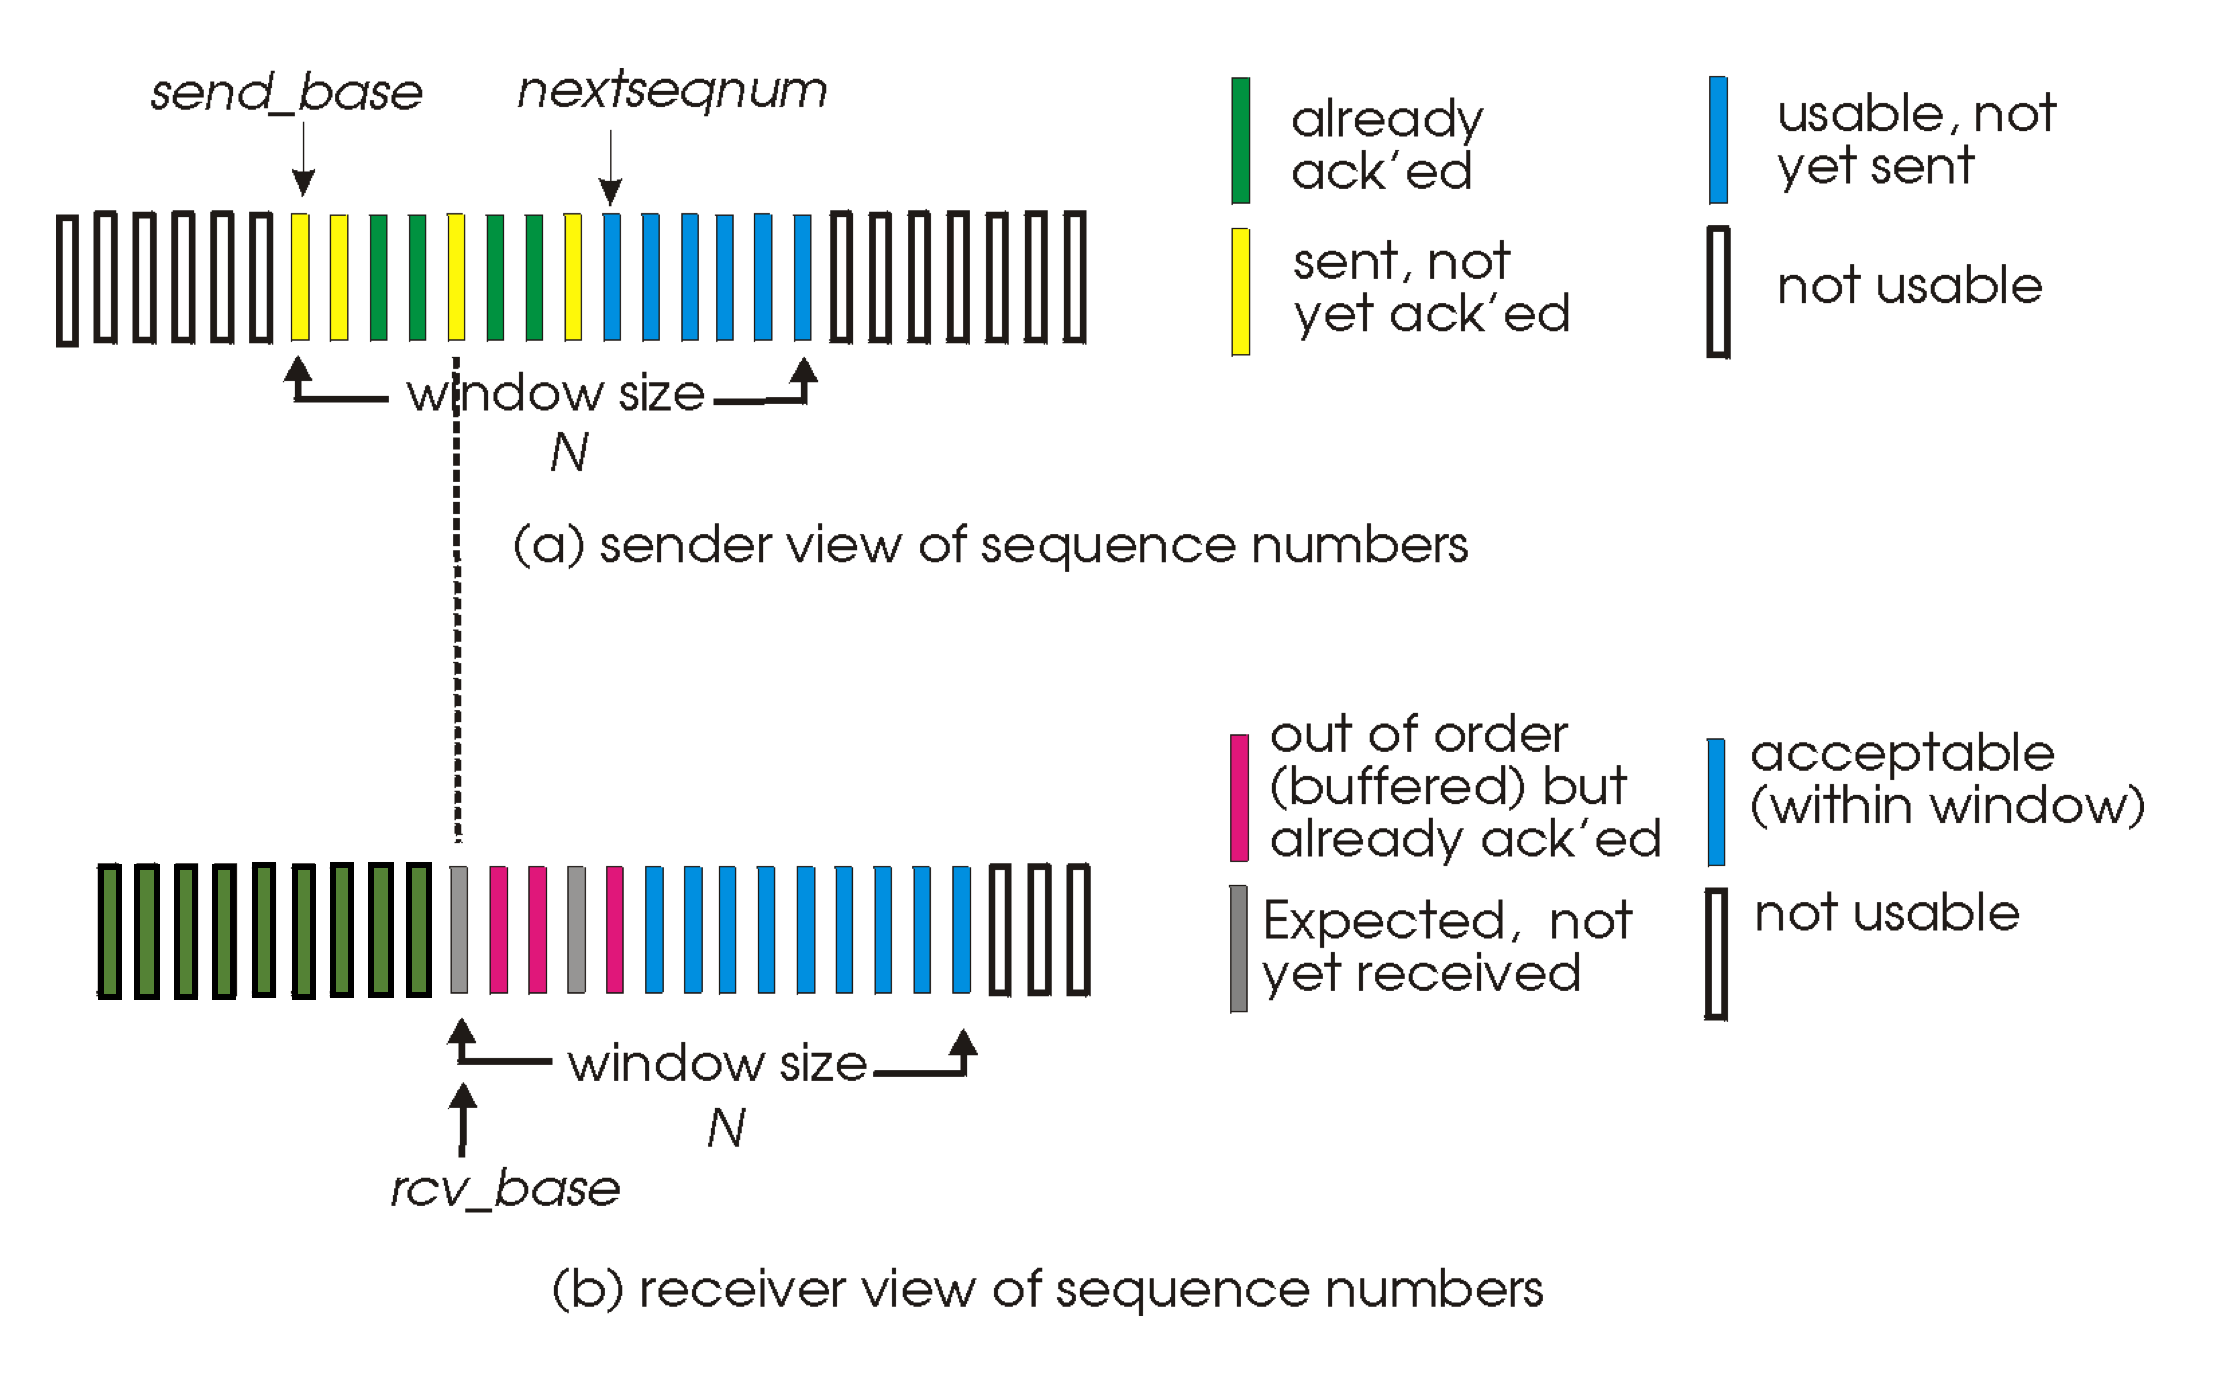 send_base
nextseqnum
already
ack'ed
usable, not
yet sent
sent, not
yet ack'ed
not usable
window size
N
(a) sender view of sequence numbers
out of order
(buffered) but
already ack'ed
acceptable
(within window)
Expected, not
yet received
not usable
window size
N
rcv_base
(b) receiver view of sequence numbers